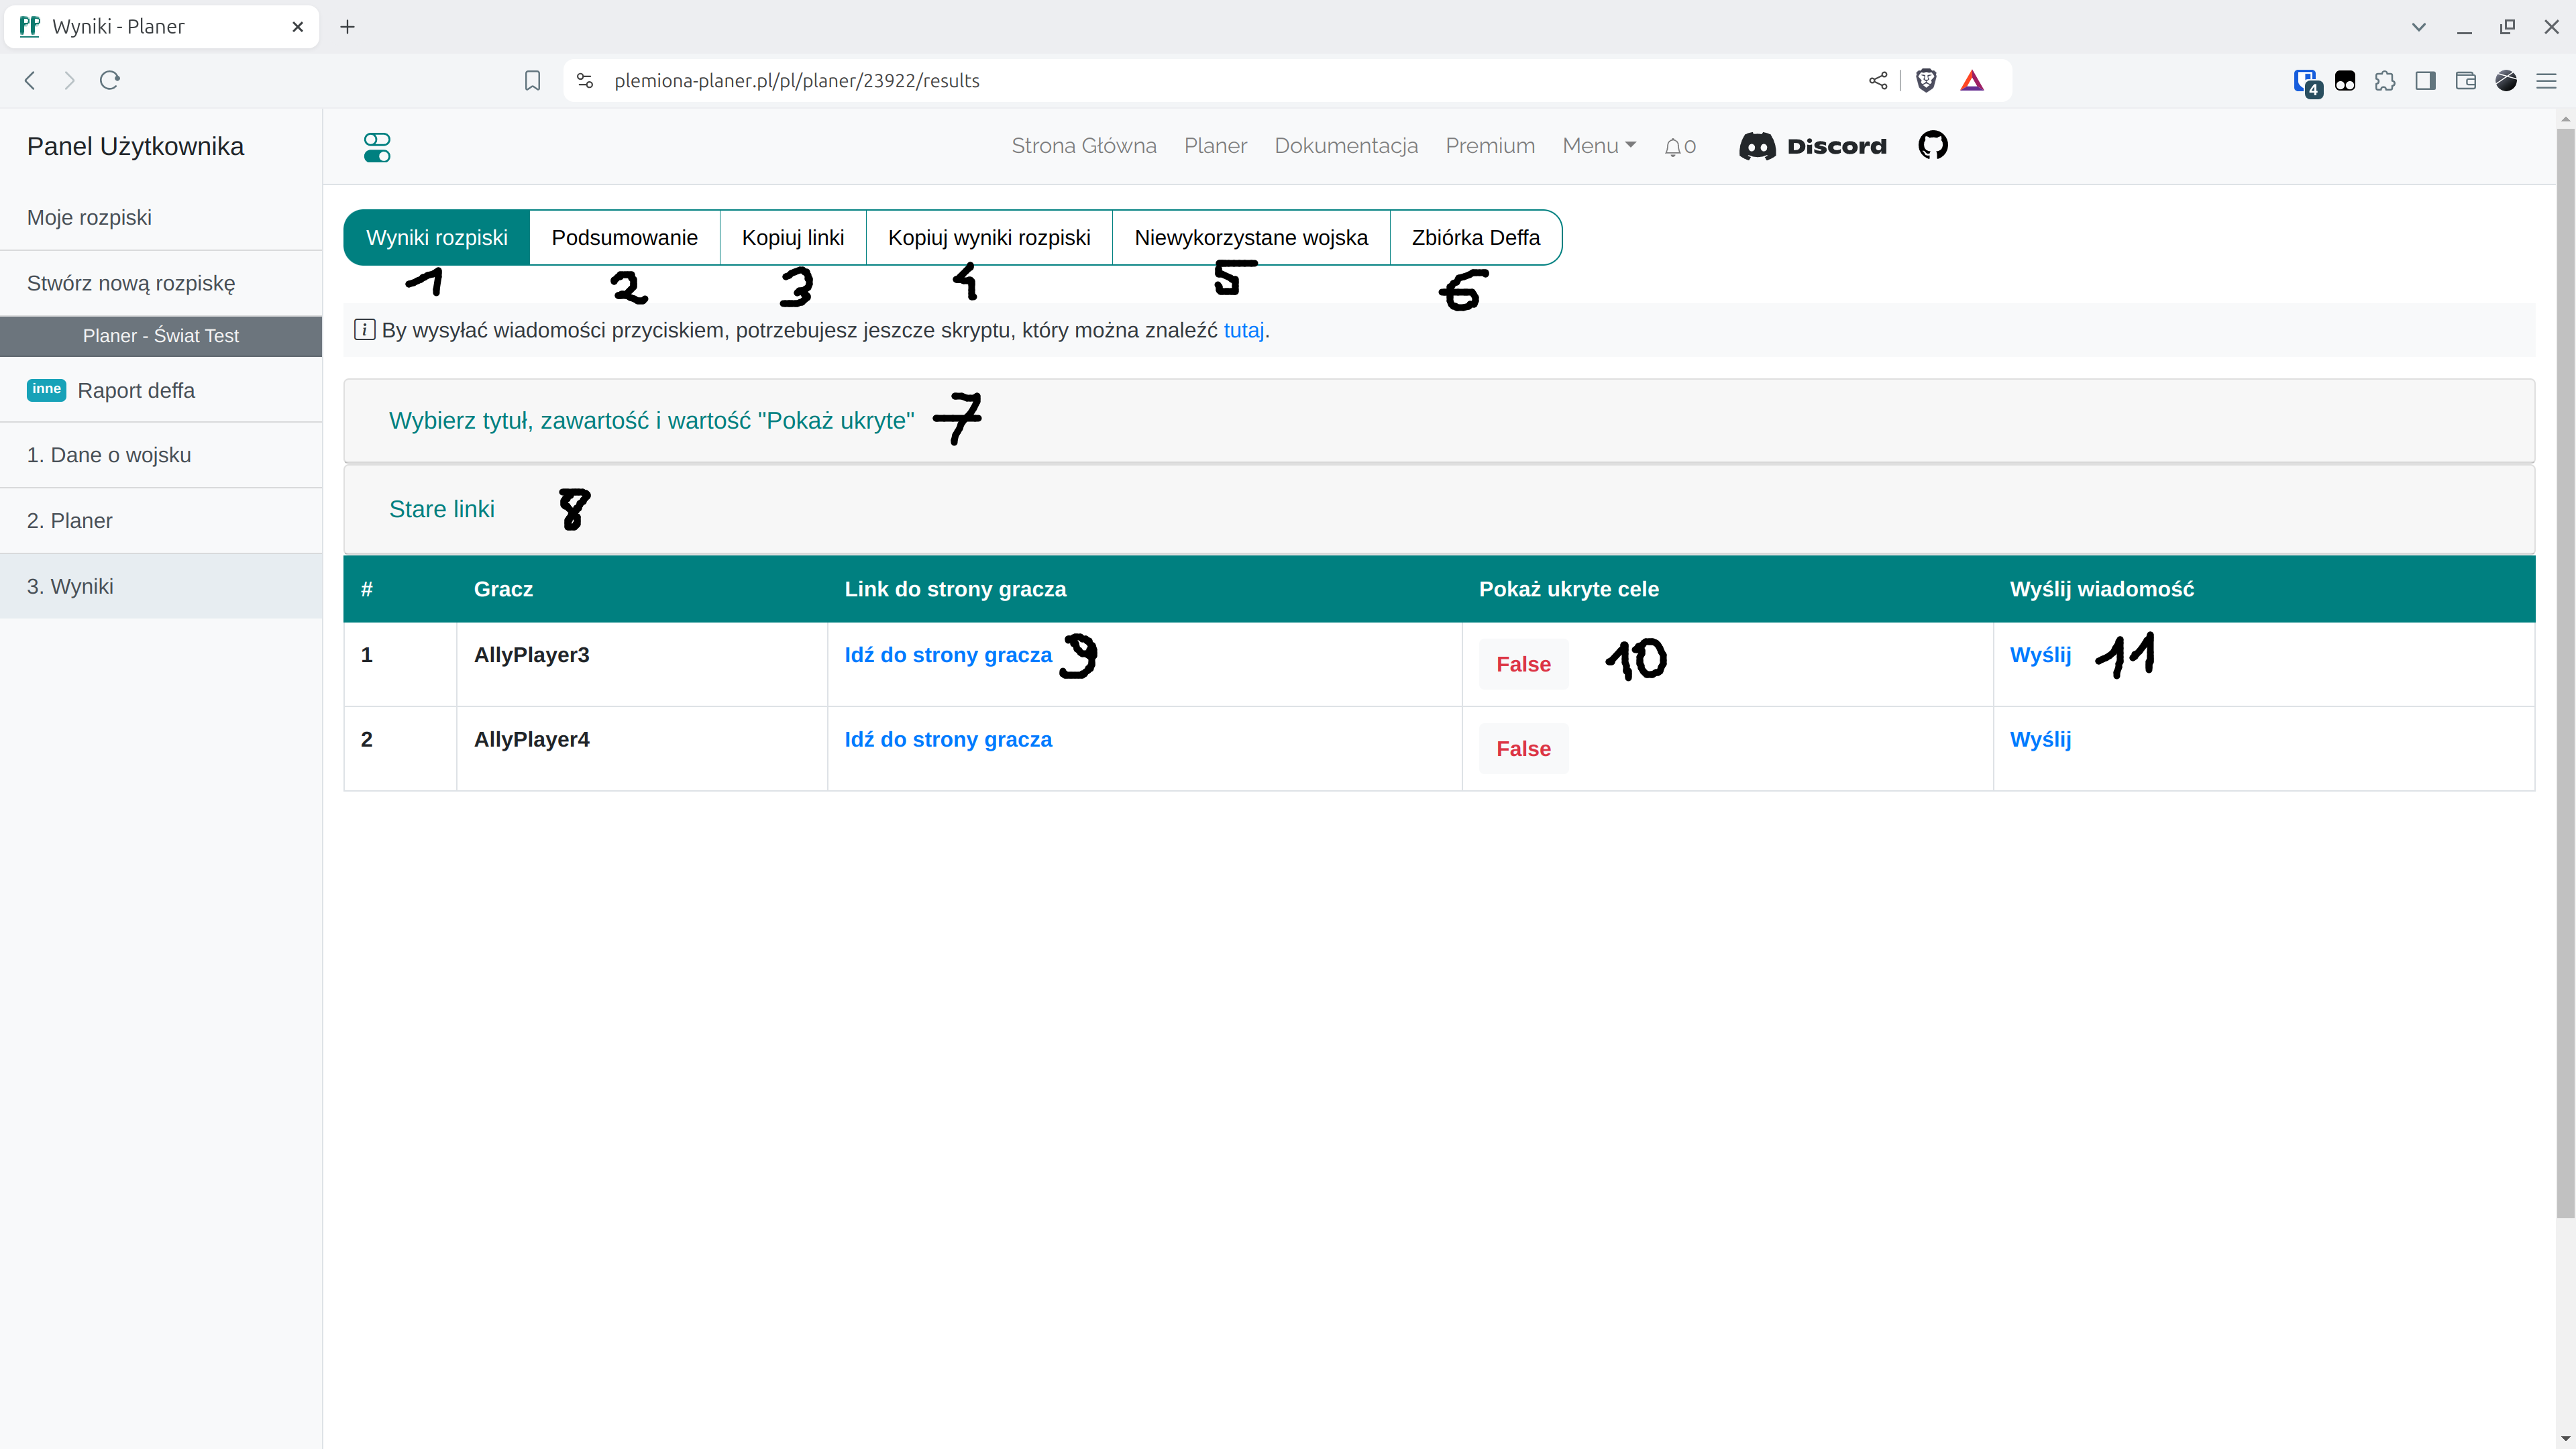 Wyniki - Planer
plemiona-planer.pl/pl/planer/23922/results
4
Panel Użytkownika
Strona Główna Planer Dokumentacja Premium Menu 0 Discord
Moje rozpiski
Stwórz nową rozpiskę
Planer - Świat Test
inne Raport deffa
1. Dane o wojsku
2. Planer
3. Wyniki
Wyniki rozpiski Podsumowanie Kopiuj linki Kopiuj wyniki rozpiski Niewykorzystane wojska Zbiórka Deffa
1 2 3 4 5 6
i By wysyłać wiadomości przyciskiem, potrzebujesz jeszcze skryptu, który można znaleźć tutaj.
Wybierz tytuł, zawartość i wartość "Pokaż ukryte" 7
Stare linki 8
# Gracz Link do strony gracza Pokaż ukryte cele Wyślij wiadomość
1 AllyPlayer3 Idź do strony gracza 9 False 10 Wyślij 11
2 AllyPlayer4 Idź do strony gracza False Wyślij